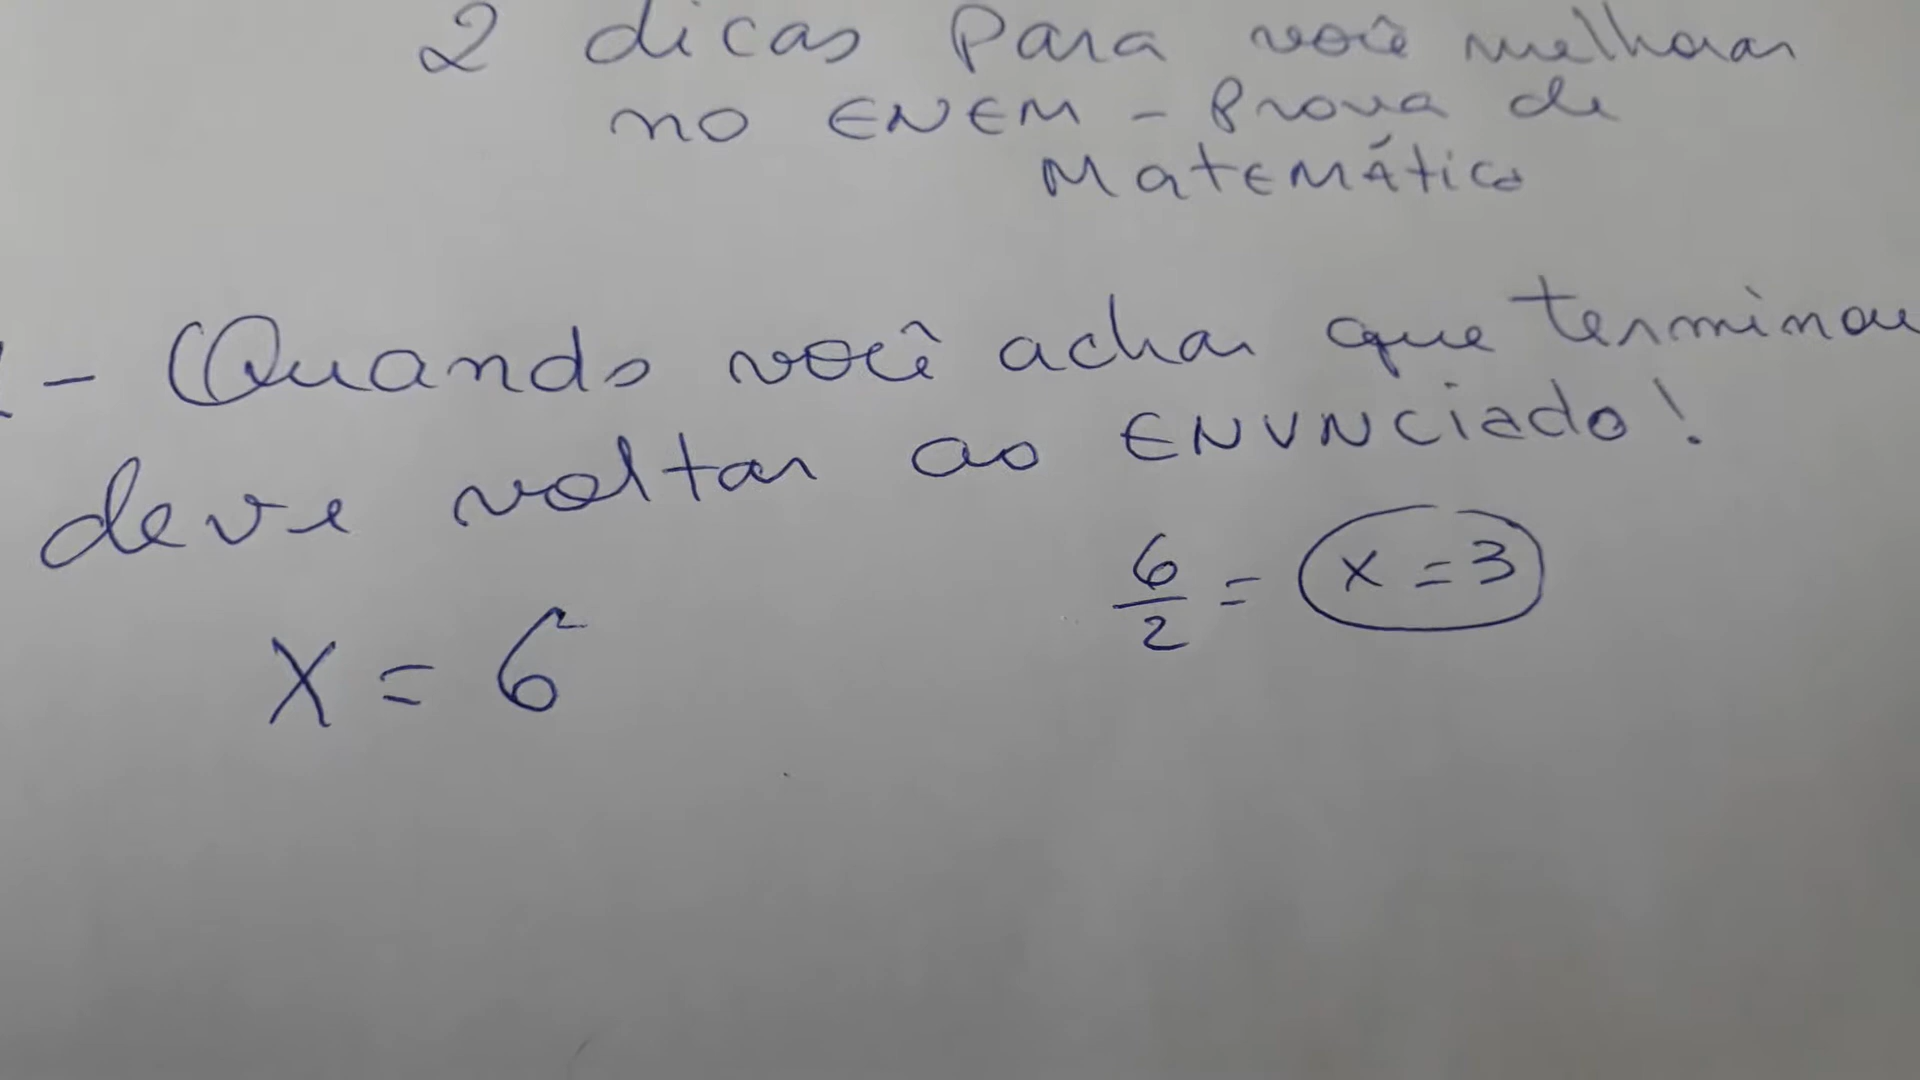 2 dicas para você melhorar
no ENEM - Prova de
Matemática
- Quando você achar que terminou
deve voltar ao ENUNciado!
6/2 = x = 3
X = 6